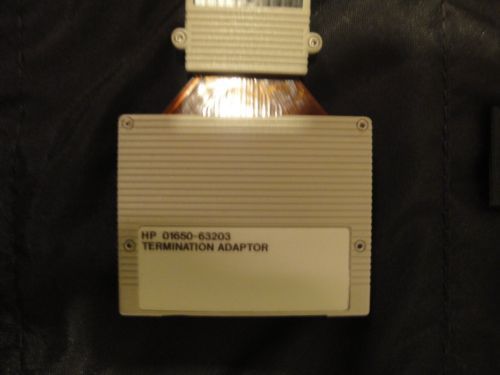 HP 01650-63203
TERMINATION ADAPTOR